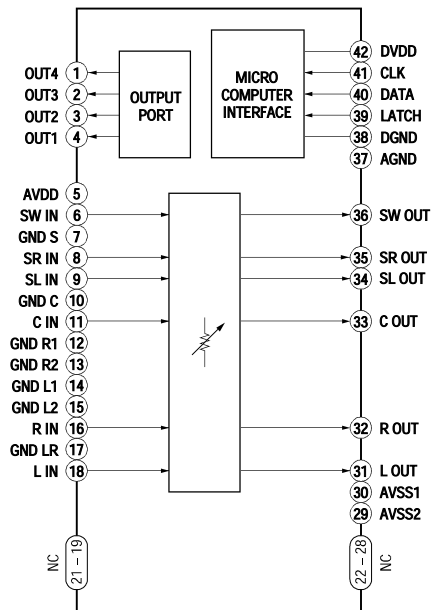 OUT4 1
OUT3 2
OUT2 3
OUT1 4
OUTPUT
PORT
MICRO
COMPUTER
INTERFACE
42 DVDD
41 CLK
40 DATA
39 LATCH
38 DGND
37 AGND
AVDD 5
SW IN 6
GND S 7
SR IN 8
SL IN 9
GND C 10
C IN 11
GND R1 12
GND R2 13
GND L1 14
GND L2 15
R IN 16
GND LR 17
L IN 18
36 SW OUT
35 SR OUT
34 SL OUT
33 C OUT
32 R OUT
31 L OUT
30 AVSS1
29 AVSS2
NC 21 – 19
22 – 28 NC